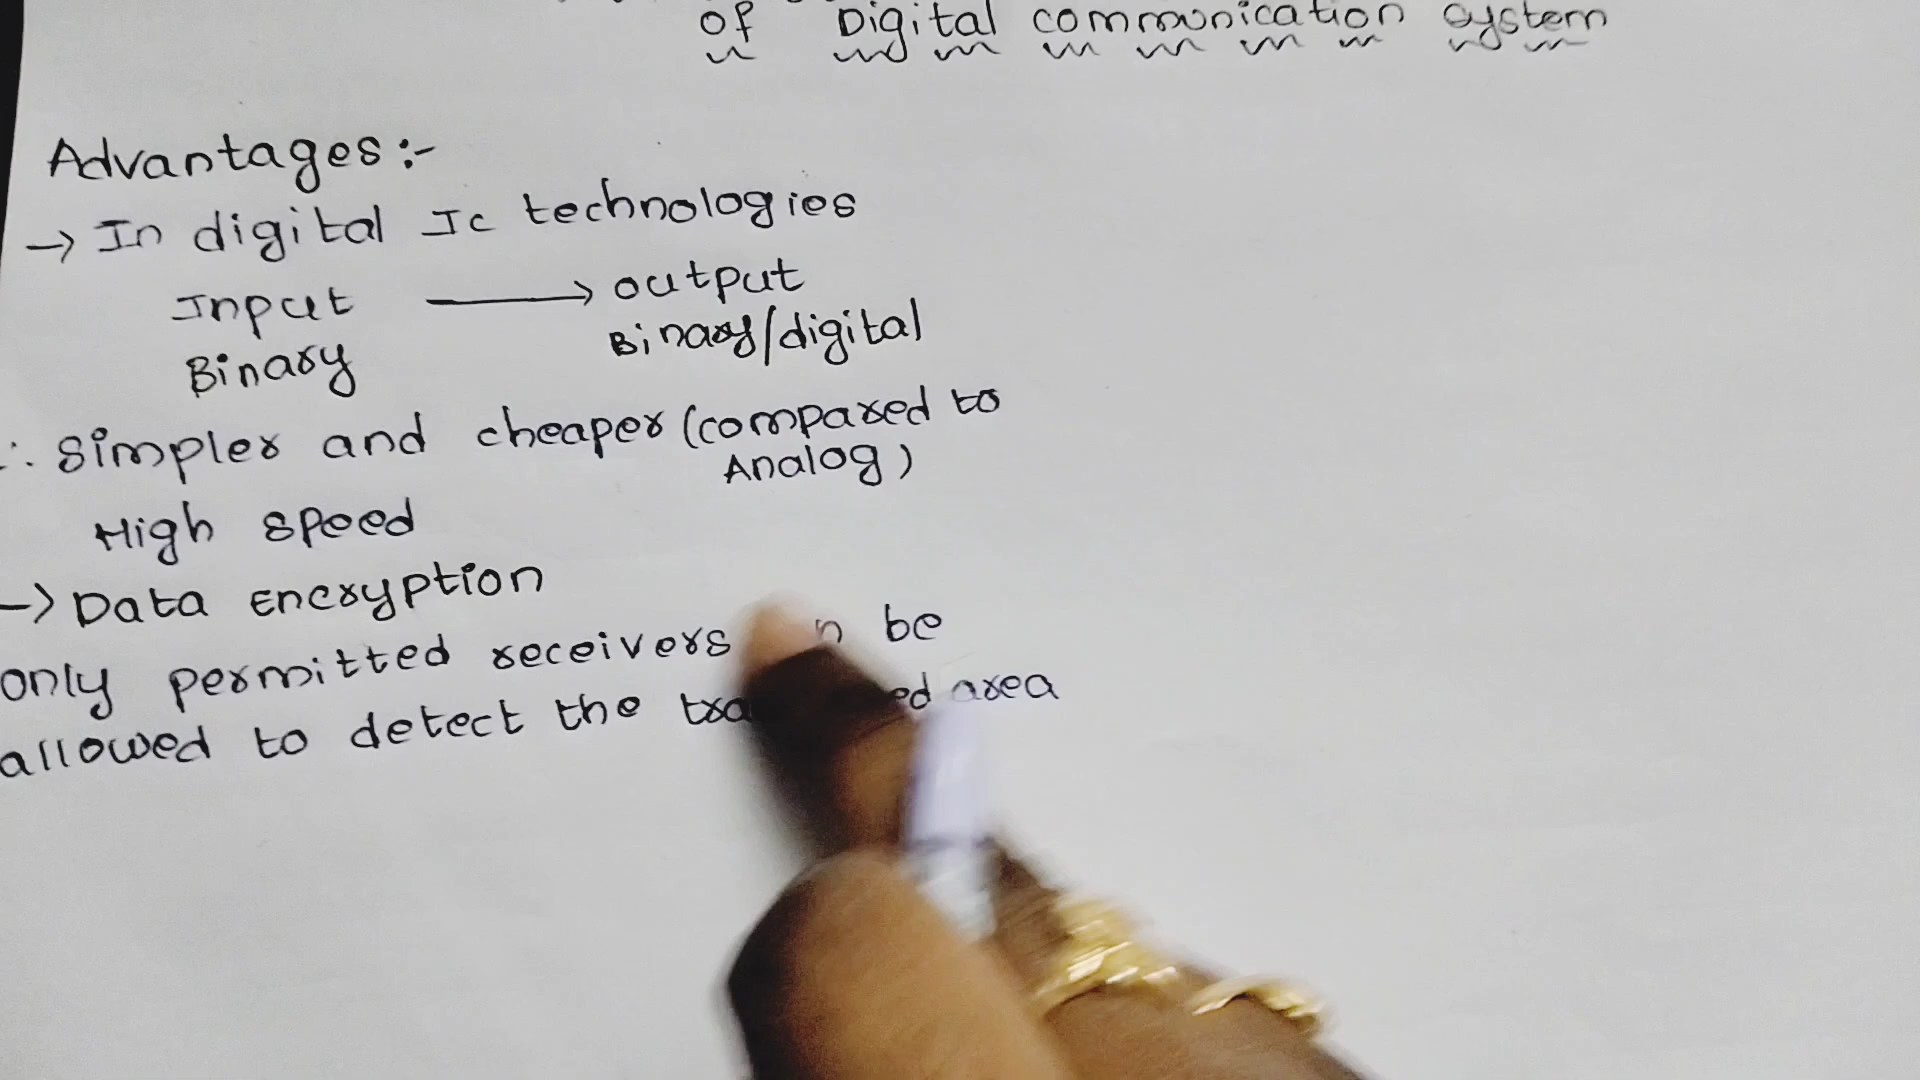 of Digital communication system
Advantages :-
→ In digital Ic technologies
Input → output
Binary Binary/digital
∴ Simpler and cheaper (compared to
Analog)
High speed
→ Data Encryption
only permitted receivers be
allowed to detect the area